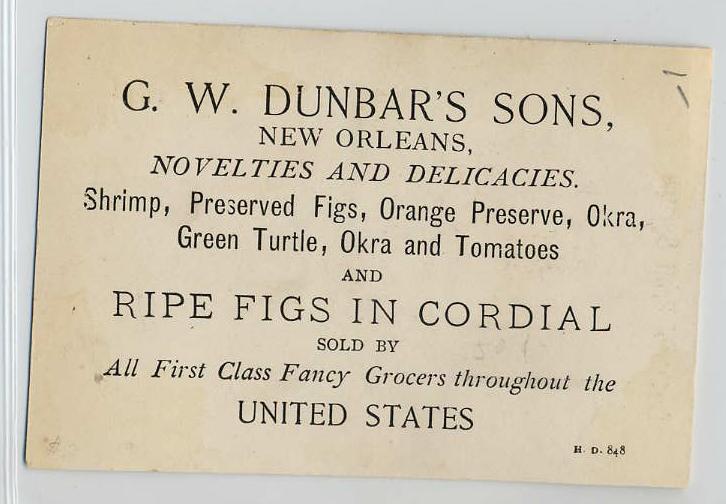 G. W. DUNBAR'S SONS,
NEW ORLEANS,
NOVELTIES AND DELICACIES.
Shrimp, Preserved Figs, Orange Preserve, Okra,
Green Turtle, Okra and Tomatoes
AND
RIPE FIGS IN CORDIAL
SOLD BY
All First Class Fancy Grocers throughout the
UNITED STATES
H. D. 848